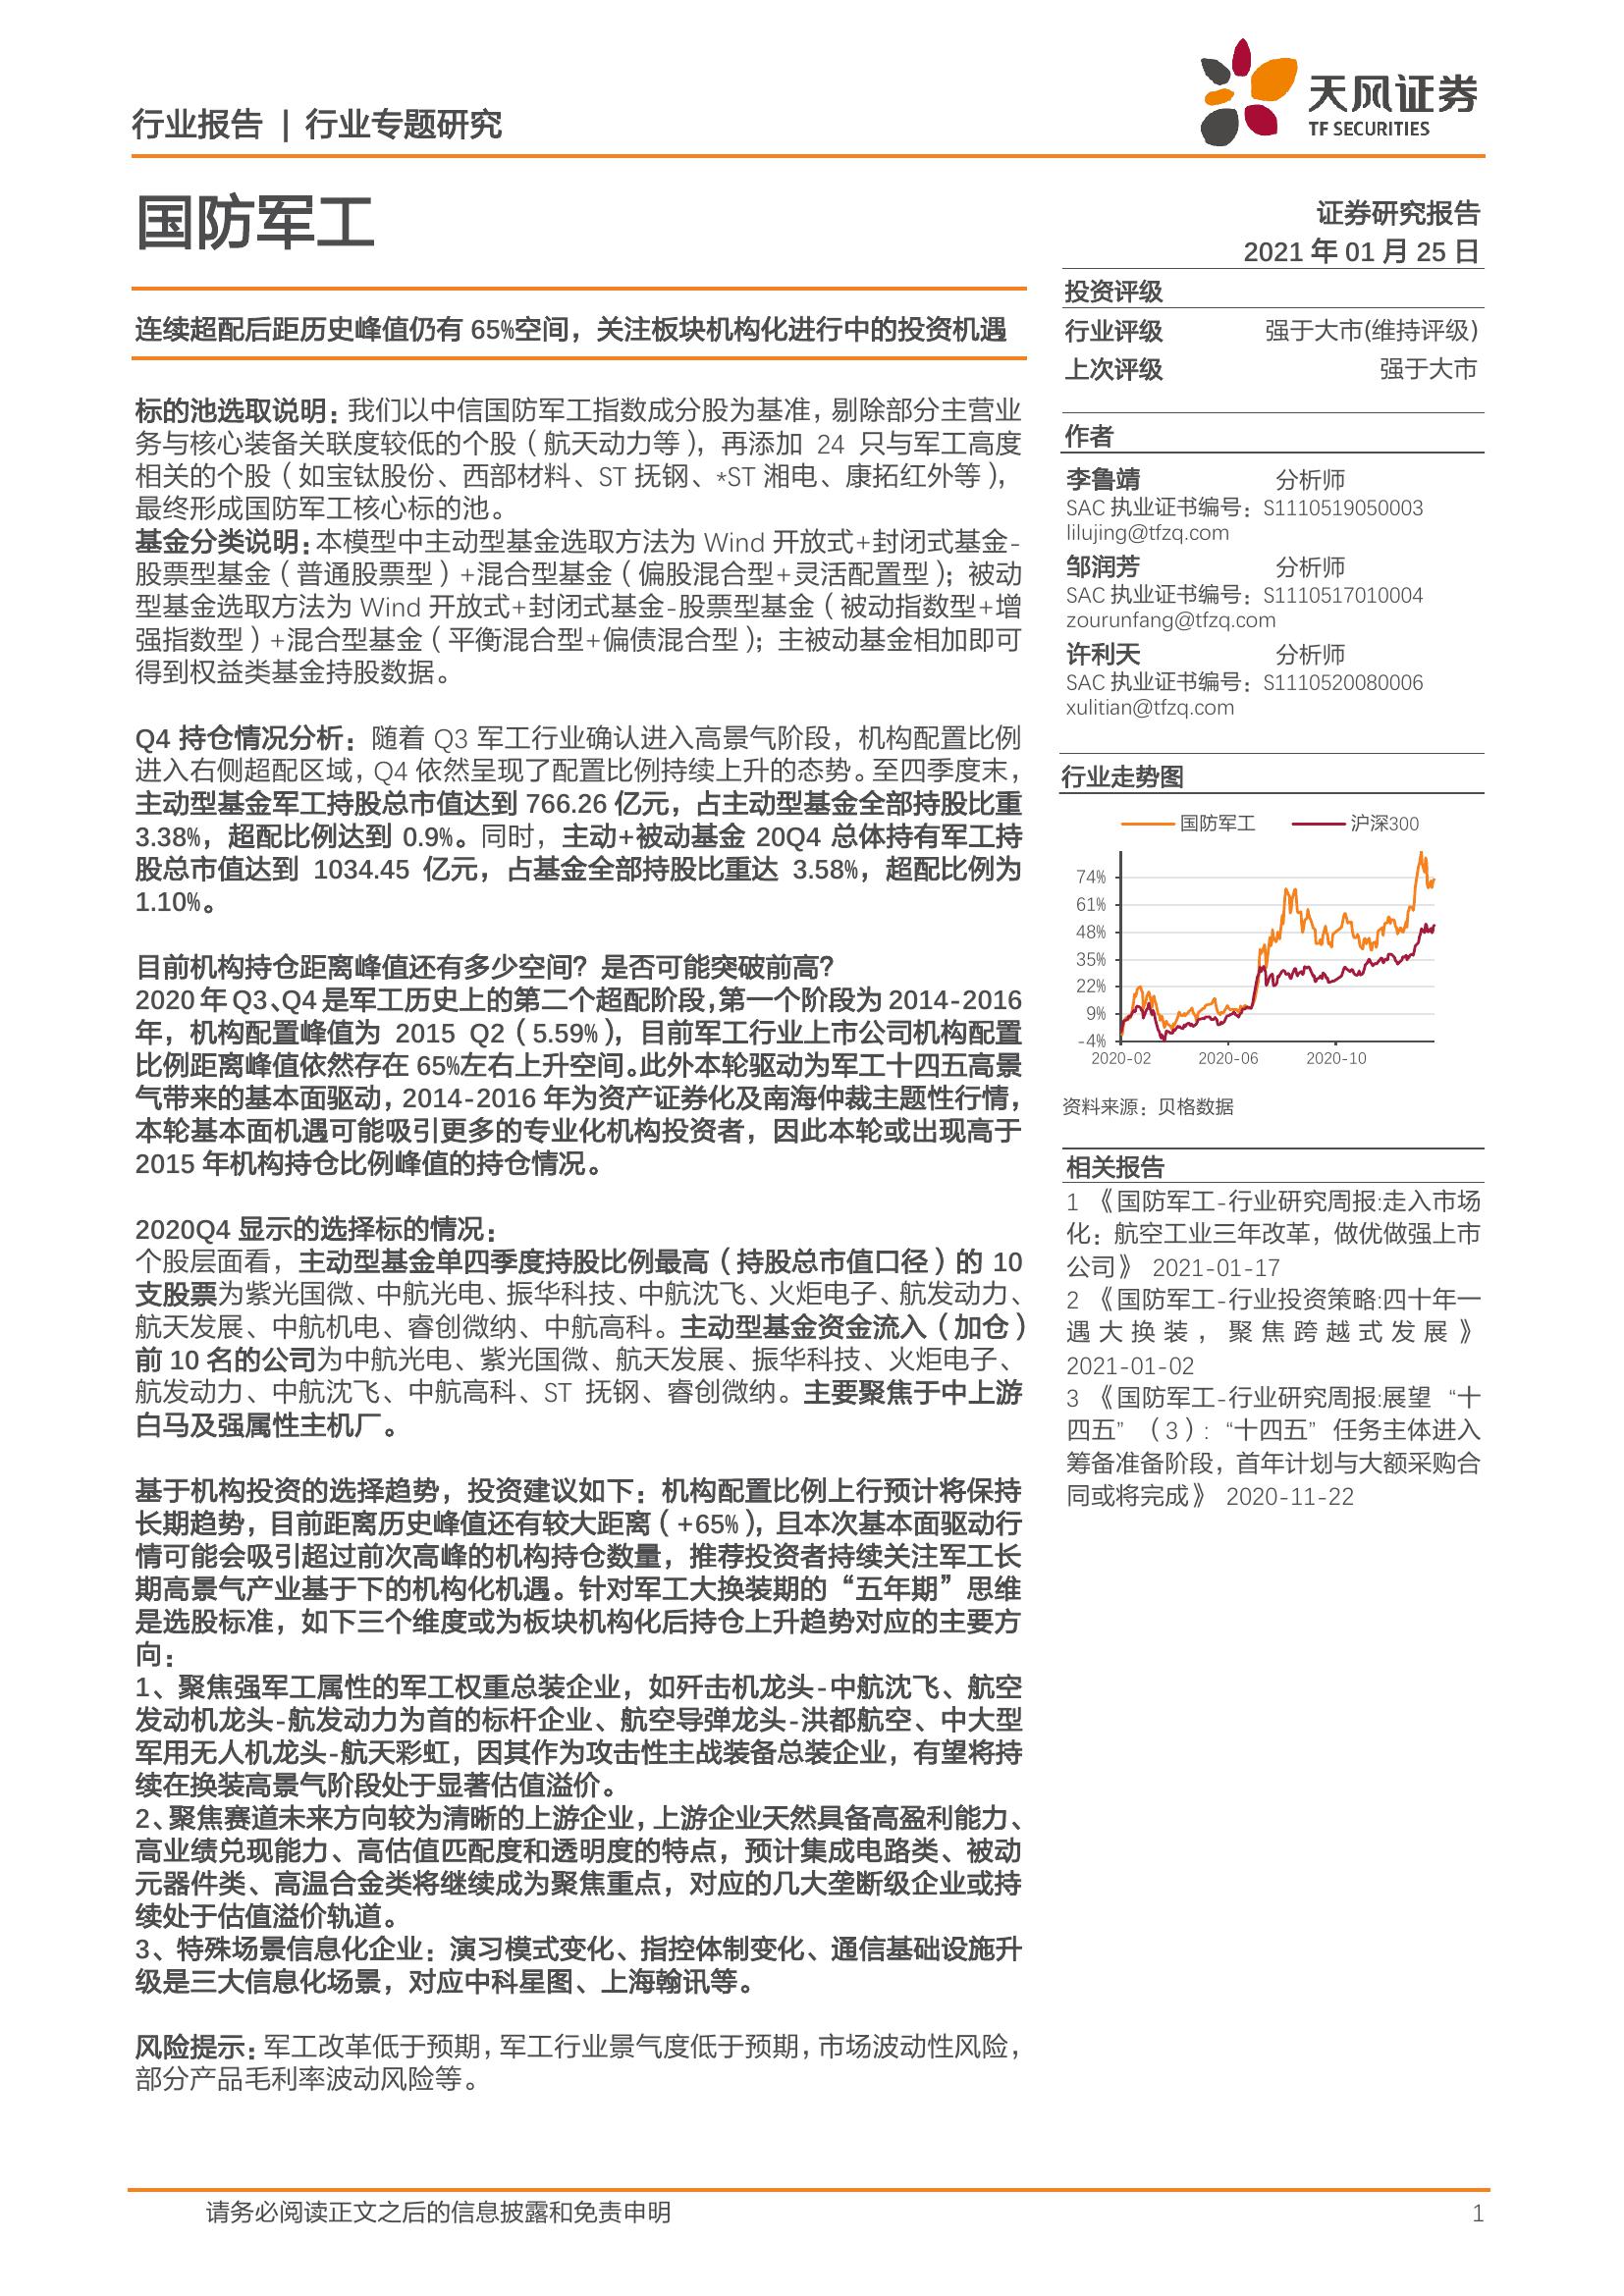 行业报告 | 行业专题研究
天风证券
TF SECURITIES
国防军工
证券研究报告
2021 年 01 月 25 日
连续超配后距历史峰值仍有 65%空间，关注板块机构化进行中的投资机遇
标的池选取说明：我们以中信国防军工指数成分股为基准，剔除部分主营业
务与核心装备关联度较低的个股（航天动力等），再添加 24 只与军工高度
相关的个股（如宝钛股份、西部材料、ST 抚钢、*ST 湘电、康拓红外等），
最终形成国防军工核心标的池。
基金分类说明：本模型中主动型基金选取方法为 Wind 开放式+封闭式基金-
股票型基金（普通股票型）+混合型基金（偏股混合型+灵活配置型）；被动
型基金选取方法为 Wind 开放式+封闭式基金-股票型基金（被动指数型+增
强指数型）+混合型基金（平衡混合型+偏债混合型）；主被动基金相加即可
得到权益类基金持股数据。
Q4 持仓情况分析：随着 Q3 军工行业确认进入高景气阶段，机构配置比例
进入右侧超配区域，Q4 依然呈现了配置比例持续上升的态势。至四季度末，
主动型基金军工持股总市值达到 766.26 亿元，占主动型基金全部持股比重
3.38%，超配比例达到 0.9%。同时，主动+被动基金 20Q4 总体持有军工持
股总市值达到 1034.45 亿元，占基金全部持股比重达 3.58%，超配比例为
1.10%。
目前机构持仓距离峰值还有多少空间？是否可能突破前高？
2020 年 Q3、Q4 是军工历史上的第二个超配阶段，第一个阶段为 2014-2016
年，机构配置峰值为 2015 Q2（5.59%），目前军工行业上市公司机构配置
比例距离峰值依然存在 65%左右上升空间。此外本轮驱动为军工十四五高景
气带来的基本面驱动，2014-2016 年为资产证券化及南海仲裁主题性行情，
本轮基本面机遇可能吸引更多的专业化机构投资者，因此本轮或出现高于
2015 年机构持仓比例峰值的持仓情况。
2020Q4 显示的选择标的情况：
个股层面看，主动型基金单四季度持股比例最高（持股总市值口径）的 10
支股票为紫光国微、中航光电、振华科技、中航沈飞、火炬电子、航发动力、
航天发展、中航机电、睿创微纳、中航高科。主动型基金资金流入（加仓）
前 10 名的公司为中航光电、紫光国微、航天发展、振华科技、火炬电子、
航发动力、中航沈飞、中航高科、ST 抚钢、睿创微纳。主要聚焦于中上游
白马及强属性主机厂。
基于机构投资的选择趋势，投资建议如下：机构配置比例上行预计将保持
长期趋势，目前距离历史峰值还有较大距离（+65%），且本次基本面驱动行
情可能会吸引超过前次高峰的机构持仓数量，推荐投资者持续关注军工长
期高景气产业基于下的机构化机遇。针对军工大换装期的“五年期”思维
是选股标准，如下三个维度或为板块机构化后持仓上升趋势对应的主要方
向：
1、聚焦强军工属性的军工权重总装企业，如歼击机龙头-中航沈飞、航空
发动机龙头-航发动力为首的标杆企业、航空导弹龙头-洪都航空、中大型
军用无人机龙头-航天彩虹，因其作为攻击性主战装备总装企业，有望将持
续在换装高景气阶段处于显著估值溢价。
2、聚焦赛道未来方向较为清晰的上游企业，上游企业天然具备高盈利能力、
高业绩兑现能力、高估值匹配度和透明度的特点，预计集成电路类、被动
元器件类、高温合金类将继续成为聚焦重点，对应的几大垄断级企业或持
续处于估值溢价轨道。
3、特殊场景信息化企业：演习模式变化、指控体制变化、通信基础设施升
级是三大信息化场景，对应中科星图、上海翰讯等。
风险提示：军工改革低于预期，军工行业景气度低于预期，市场波动性风险，
部分产品毛利率波动风险等。
投资评级
行业评级 强于大市(维持评级)
上次评级 强于大市
作者
李鲁靖 分析师
SAC 执业证书编号：S1110519050003
lilujing@tfzq.com
邹润芳 分析师
SAC 执业证书编号：S1110517010004
zourunfang@tfzq.com
许利天 分析师
SAC 执业证书编号：S1110520080006
xulitian@tfzq.com
行业走势图
国防军工 沪深300
74%
61%
48%
35%
22%
9%
-4%
2020-02 2020-06 2020-10
资料来源：贝格数据
相关报告
1 《国防军工-行业研究周报:走入市场
化：航空工业三年改革，做优做强上市
公司》 2021-01-17
2 《国防军工-行业投资策略:四十年一
遇大换装，聚焦跨越式发展》
2021-01-02
3 《国防军工-行业研究周报:展望 “十
四五”（3）：“十四五” 任务主体进入
筹备准备阶段，首年计划与大额采购合
同或将完成》 2020-11-22
请务必阅读正文之后的信息披露和免责申明 1